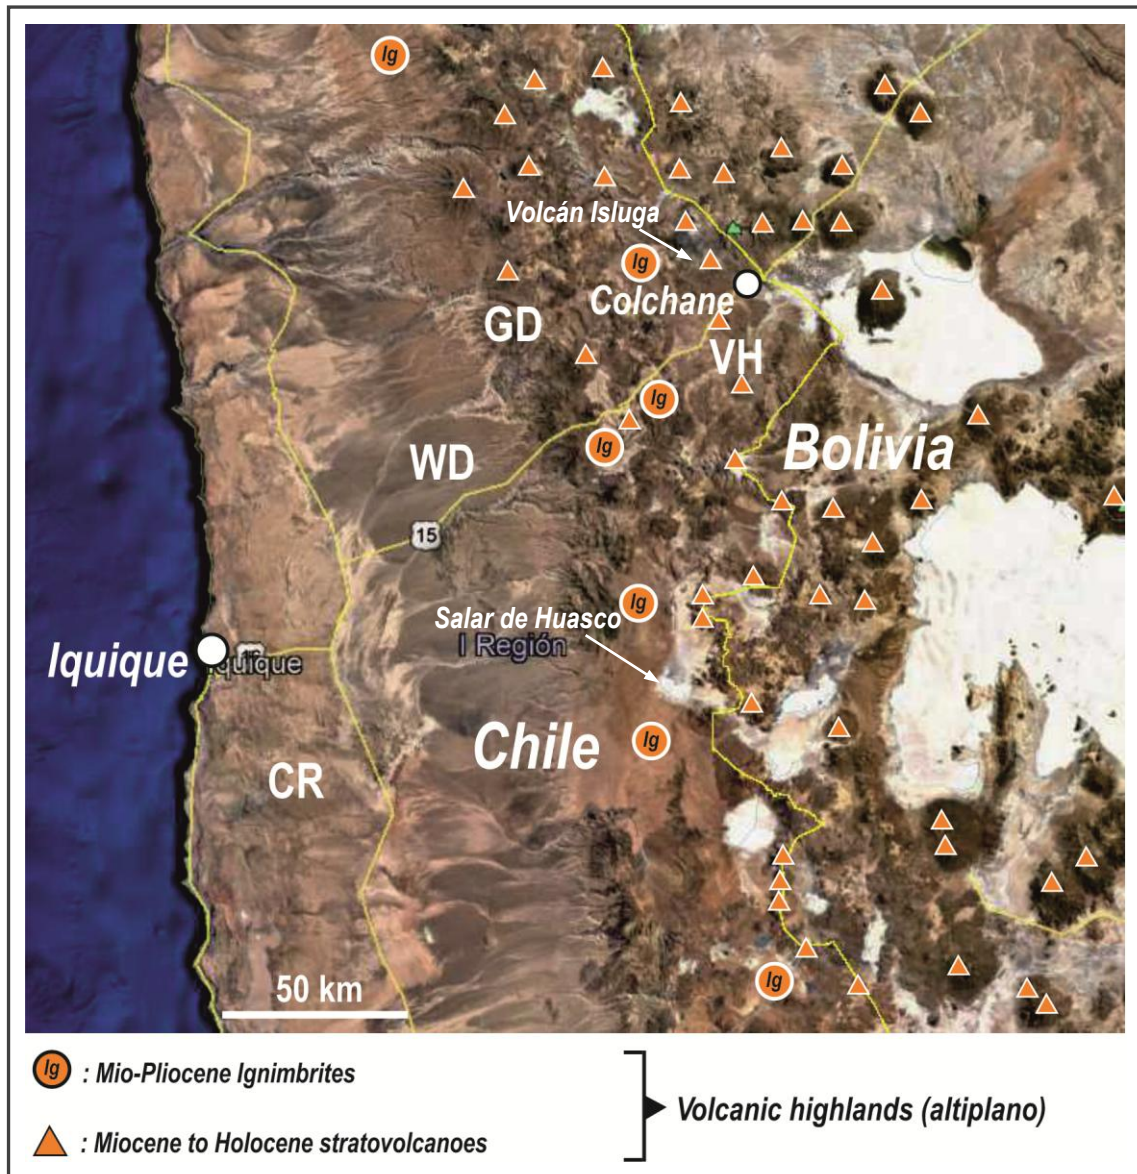 Ig
Volcán Isluga
Ig
Colchane
GD
VH
Ig
Bolivia
Ig
WD
15
Ig
Salar de Huasco
I Región
Iquique
Iquique
Ig
Chile
CR
Ig
50 km
Ig : Mio-Pliocene Ignimbrites
Volcanic highlands (altiplano)
: Miocene to Holocene stratovolcanoes